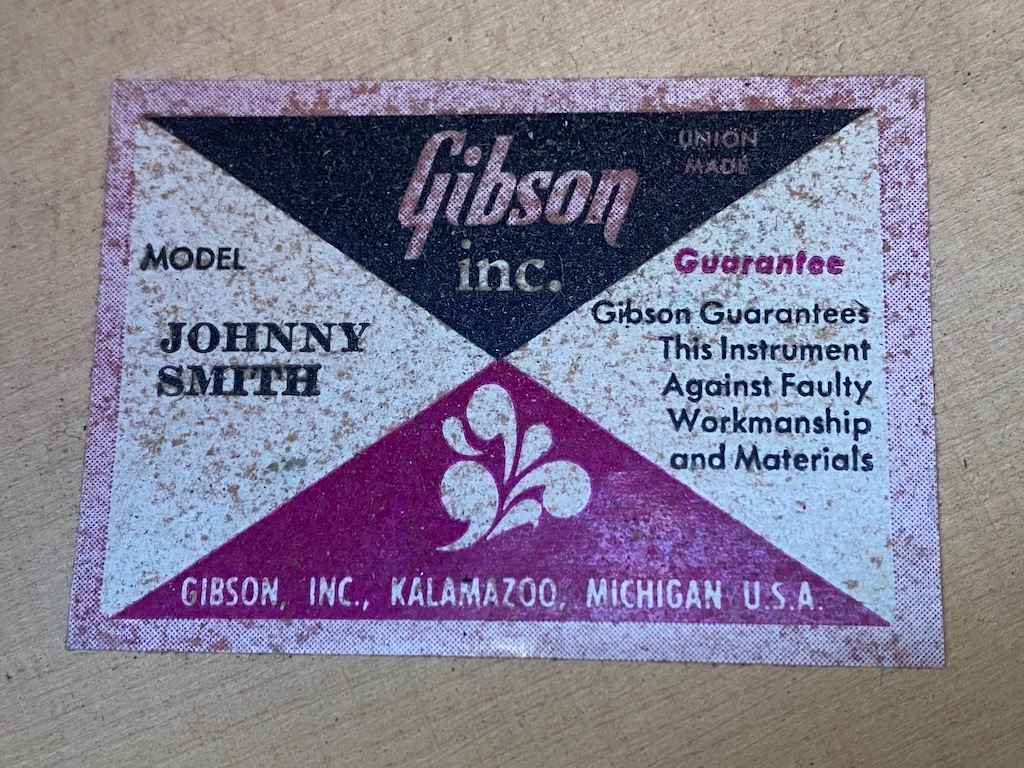 Gibson
inc.
UNION
MADE
MODEL
JOHNNY
SMITH
Guarantee
Gibson Guarantees
This Instrument
Against Faulty
Workmanship
and Materials
GIBSON, INC., KALAMAZOO, MICHIGAN U.S.A.